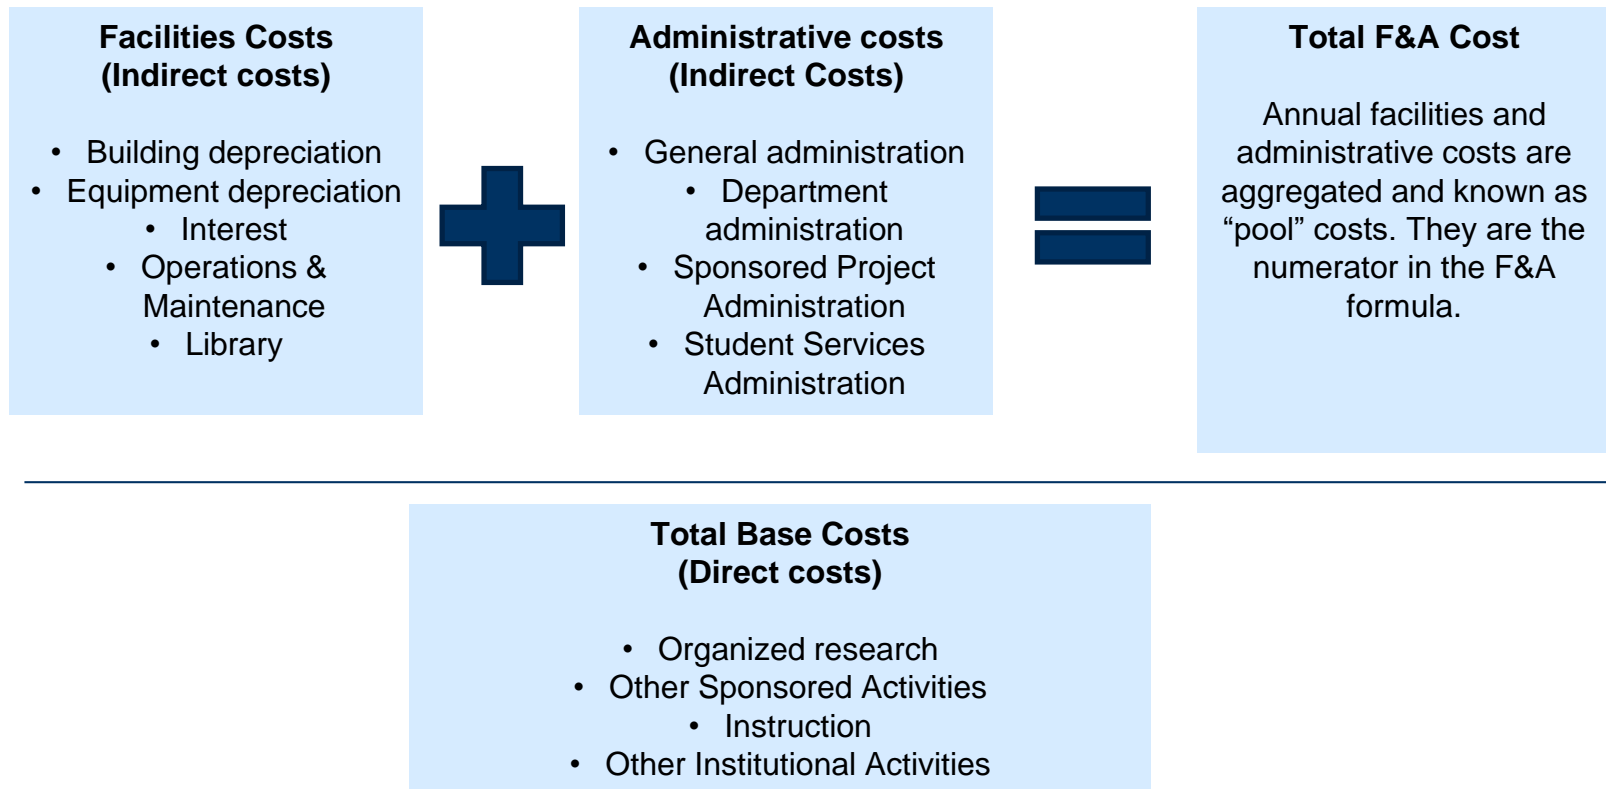 Facilities Costs
(Indirect costs)
• Building depreciation
• Equipment depreciation
• Interest
• Operations &
Maintenance
• Library
Administrative costs
(Indirect Costs)
• General administration
• Department
administration
• Sponsored Project
Administration
• Student Services
Administration
Total F&A Cost
Annual facilities and
administrative costs are
aggregated and known as
“pool” costs. They are the
numerator in the F&A
formula.
Total Base Costs
(Direct costs)
• Organized research
• Other Sponsored Activities
• Instruction
• Other Institutional Activities